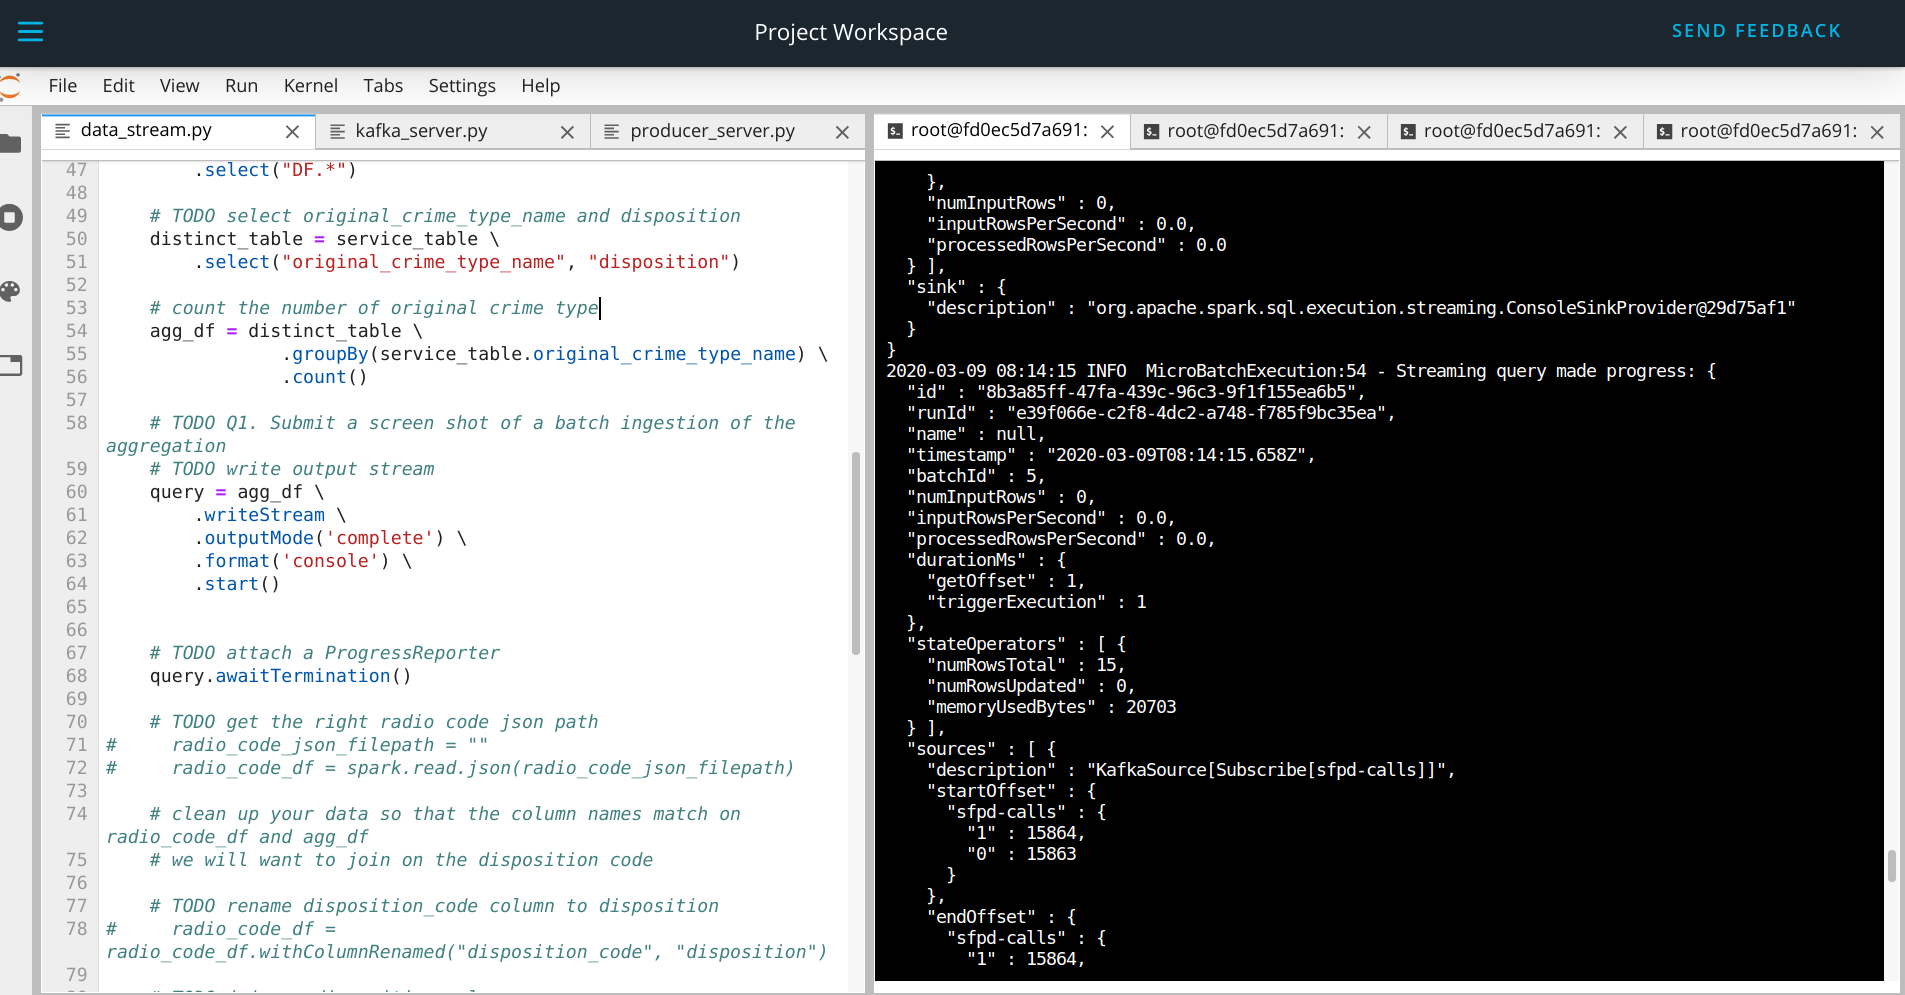 Project Workspace
SEND FEEDBACK
File Edit View Run Kernel Tabs Settings Help
data_stream.py
kafka_server.py
producer_server.py
47 .select("DF.*")
48
49 # TODO select original_crime_type_name and disposition
50 distinct_table = service_table \
51 .select("original_crime_type_name", "disposition")
52
53 # count the number of original crime type
54 agg_df = distinct_table \
55 .groupBy(service_table.original_crime_type_name) \
56 .count()
57
58 # TODO Q1. Submit a screen shot of a batch ingestion of the
aggregation
59 # TODO write output stream
60 query = agg_df \
61 .writeStream \
62 .outputMode('complete') \
63 .format('console') \
64 .start()
65
66
67 # TODO attach a ProgressReporter
68 query.awaitTermination()
69
70 # TODO get the right radio code json path
71 # radio_code_json_filepath = ""
72 # radio_code_df = spark.read.json(radio_code_json_filepath)
73
74 # clean up your data so that the column names match on
radio_code_df and agg_df
75 # we will want to join on the disposition code
76
77 # TODO rename disposition_code column to disposition
78 # radio_code_df =
radio_code_df.withColumnRenamed("disposition_code", "disposition")
79
root@fd0ec5d7a691:
root@fd0ec5d7a691:
root@fd0ec5d7a691:
root@fd0ec5d7a691:
},
"numInputRows" : 0,
"inputRowsPerSecond" : 0.0,
"processedRowsPerSecond" : 0.0
} ],
"sink" : {
"description" : "org.apache.spark.sql.execution.streaming.ConsoleSinkProvider@29d75af1"
}
}
2020-03-09 08:14:15 INFO  MicroBatchExecution:54 - Streaming query made progress: {
"id" : "8b3a85ff-47fa-439c-96c3-9f1f155ea6b5",
"runId" : "e39f066e-c2f8-4dc2-a748-f785f9bc35ea",
"name" : null,
"timestamp" : "2020-03-09T08:14:15.658Z",
"batchId" : 5,
"numInputRows" : 0,
"inputRowsPerSecond" : 0.0,
"processedRowsPerSecond" : 0.0,
"durationMs" : {
"getOffset" : 1,
"triggerExecution" : 1
},
"stateOperators" : [ {
"numRowsTotal" : 15,
"numRowsUpdated" : 0,
"memoryUsedBytes" : 20703
} ],
"sources" : [ {
"description" : "KafkaSource[Subscribe[sfpd-calls]]",
"startOffset" : {
"sfpd-calls" : {
"1" : 15864,
"0" : 15863
}
},
"endOffset" : {
"sfpd-calls" : {
"1" : 15864,